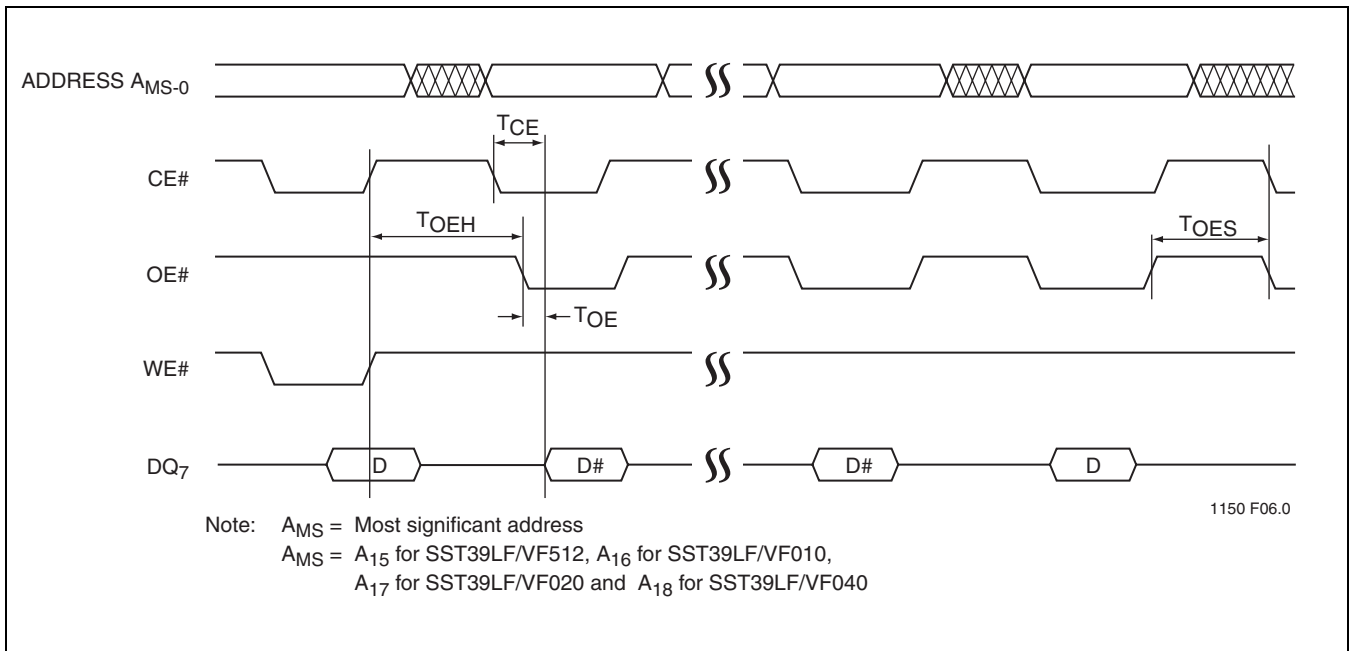 ADDRESS AMS-0
TCE
CE#
TOEH
TOES
OE#
TOE
WE#
DQ7
D
D#
D#
D
1150 F06.0
Note: AMS = Most significant address
AMS = A15 for SST39LF/VF512, A16 for SST39LF/VF010,
A17 for SST39LF/VF020 and A18 for SST39LF/VF040